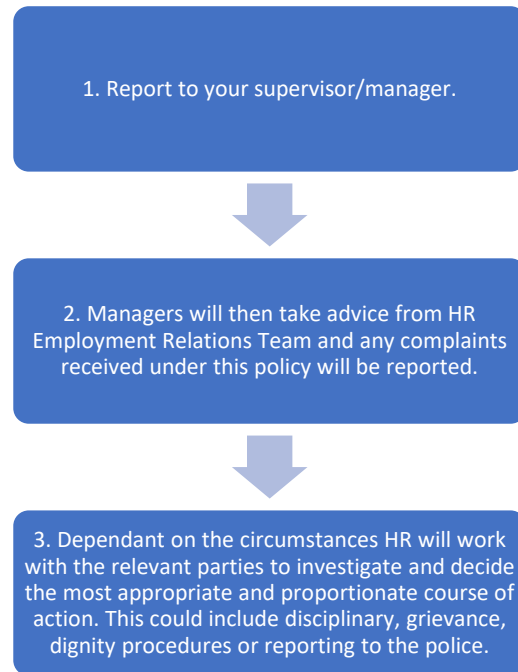 1. Report to your supervisor/manager.
2. Managers will then take advice from HR
Employment Relations Team and any complaints
received under this policy will be reported.
3. Dependant on the circumstances HR will work
with the relevant parties to investigate and decide
the most appropriate and proportionate course of
action. This could include disciplinary, grievance,
dignity procedures or reporting to the police.